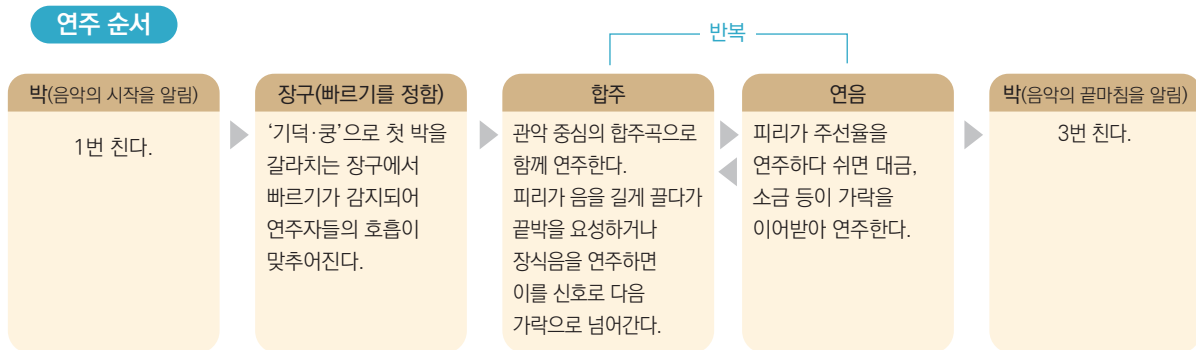 연주 순서
반복
박(음악의 시작을 알림)
1번 친다.
장구(빠르기를 정함)
‘기덕·쿵’으로 첫 박을
갈라치는 장구에서
빠르기가 감지되어
연주자들의 호흡이
맞추어진다.
합주
관악 중심의 합주곡으로
함께 연주한다.
피리가 음을 길게 끌다가
끝박을 요성하거나
장식음을 연주하면
이를 신호로 다음
가락으로 넘어간다.
연음
피리가 주선율을
연주하다 쉬면 대금,
소금 등이 가락을
이어받아 연주한다.
박(음악의 끝마침을 알림)
3번 친다.